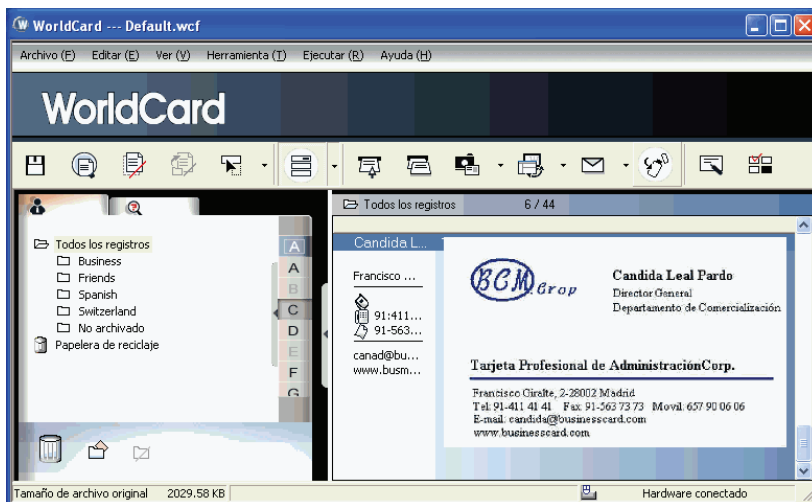 WorldCard --- Default.wcf
Archivo (F) Editar (E) Ver (V) Herramienta (T) Ejecutar (R) Ayuda (H)
WorldCard
Todos los registros 6 / 44
Todos los registros
Business
Friends
Spanish
Switzerland
No archivado
Papelera de reciclaje
A
A
B
C
D
E
F
G
Candida L...
Francisco ...
91:411...
91-563...
canad@bu...
www.busm...
BCM.Crop
Candida Leal Pardo
Director General
Departamento de Comercialización
Tarjeta Profesional de AdministraciónCorp.
Francisco Giralte, 2-28002 Madrid
Tel: 91-411 41 41 Fax: 91-563 73 73 Movil: 657 90 06 06
E-mail: candida@businesscard.com
www.businesscard.com
Tamaño de archivo original 2029.58 KB Hardware conectado